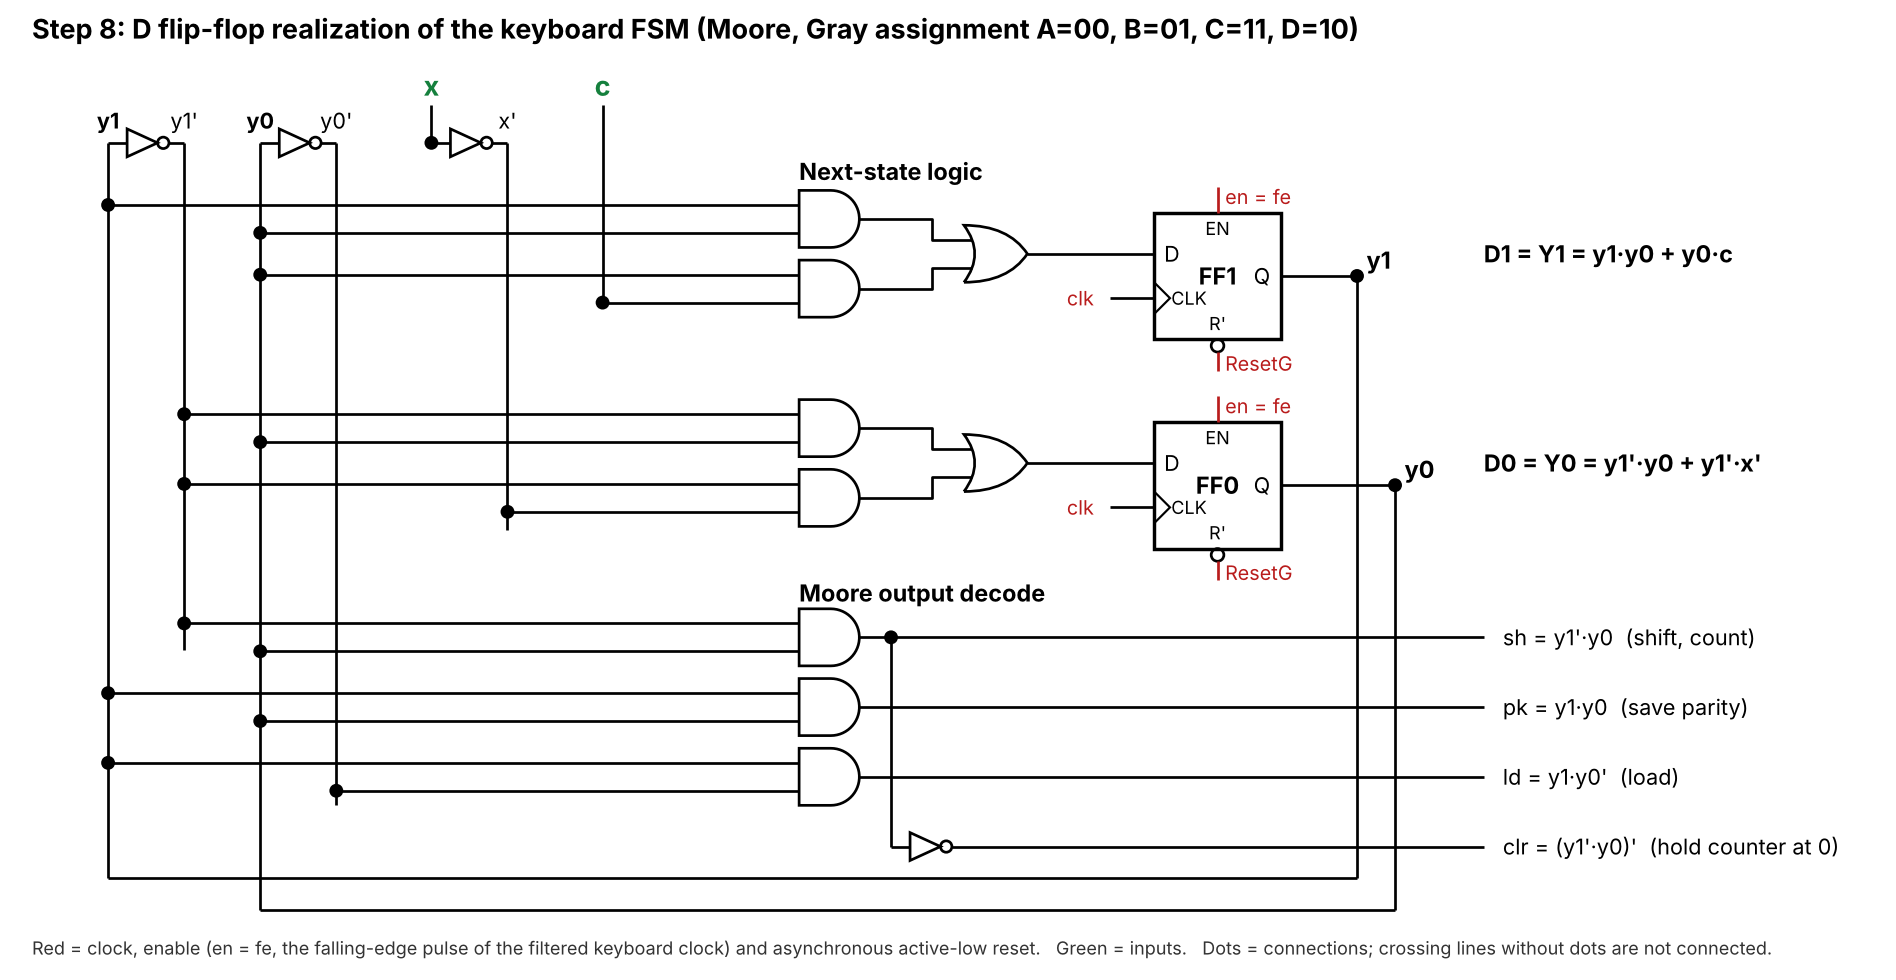 Step 8: D flip-flop realization of the keyboard FSM (Moore, Gray assignment A=00, B=01, C=11, D=10)
x
c
y1
y1'
y0
y0'
x'
Next-state logic
en = fe
EN
D
FF1
Q
clk
CLK
R'
ResetG
y1
D1 = Y1 = y1·y0 + y0·c
en = fe
EN
D
FF0
Q
clk
CLK
R'
ResetG
y0
D0 = Y0 = y1'·y0 + y1'·x'
Moore output decode
sh = y1'·y0 (shift, count)
pk = y1·y0 (save parity)
ld = y1·y0' (load)
clr = (y1'·y0)' (hold counter at 0)
Red = clock, enable (en = fe, the falling-edge pulse of the filtered keyboard clock) and asynchronous active-low reset. Green = inputs. Dots = connections; crossing lines without dots are not connected.